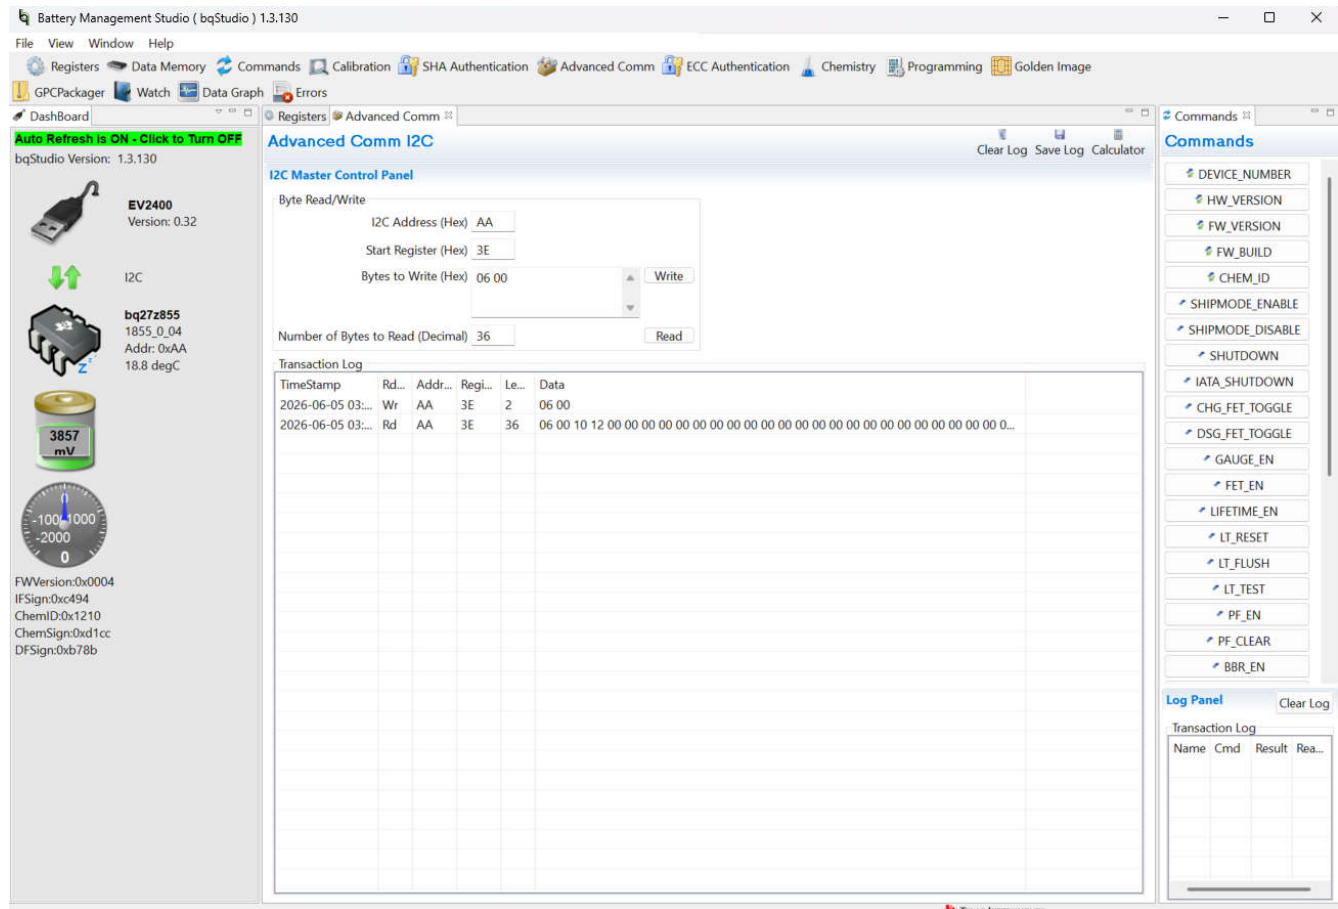 Battery Management Studio ( bqStudio ) 1.3.130
File View Window Help
Registers Data Memory Commands Calibration SHA Authentication Advanced Comm ECC Authentication Chemistry Programming Golden Image
GPCPackager Watch Data Graph Errors
DashBoard
Auto Refresh is ON - Click to Turn OFF
bqStudio Version: 1.3.130
EV2400
Version: 0.32
I2C
bq27z855
1855_0_04
Addr: 0xAA
18.8 degC
z
3857
mV
0
-100 1000
-2000
0
FWVersion:0x0004
IFSign:0xc494
ChemID:0x1210
ChemSign:0xd1cc
DFSign:0xb78b
Registers Advanced Comm
Advanced Comm I2C
Clear Log Save Log Calculator
I2C Master Control Panel
Byte Read/Write
I2C Address (Hex) AA
Start Register (Hex) 3E
Bytes to Write (Hex) 06 00 Write
Number of Bytes to Read (Decimal) 36 Read
Transaction Log
TimeStamp Rd... Addr... Regi... Le... Data
2026-06-05 03:... Wr AA 3E 2 06 00
2026-06-05 03:... Rd AA 3E 36 06 00 10 12 00 00 00 00 00 00 00 00 00 00 00 00 00 00 00 00 00 00 00 00 00 00 00 0...
Commands
Commands
DEVICE_NUMBER
HW_VERSION
FW_VERSION
FW_BUILD
CHEM_ID
SHIPMODE_ENABLE
SHIPMODE_DISABLE
SHUTDOWN
IATA_SHUTDOWN
CHG_FET_TOGGLE
DSG_FET_TOGGLE
GAUGE_EN
FET_EN
LIFETIME_EN
LT_RESET
LT_FLUSH
LT_TEST
PF_EN
PF_CLEAR
BBR_EN
Log Panel Clear Log
Transaction Log
Name Cmd Result Rea...